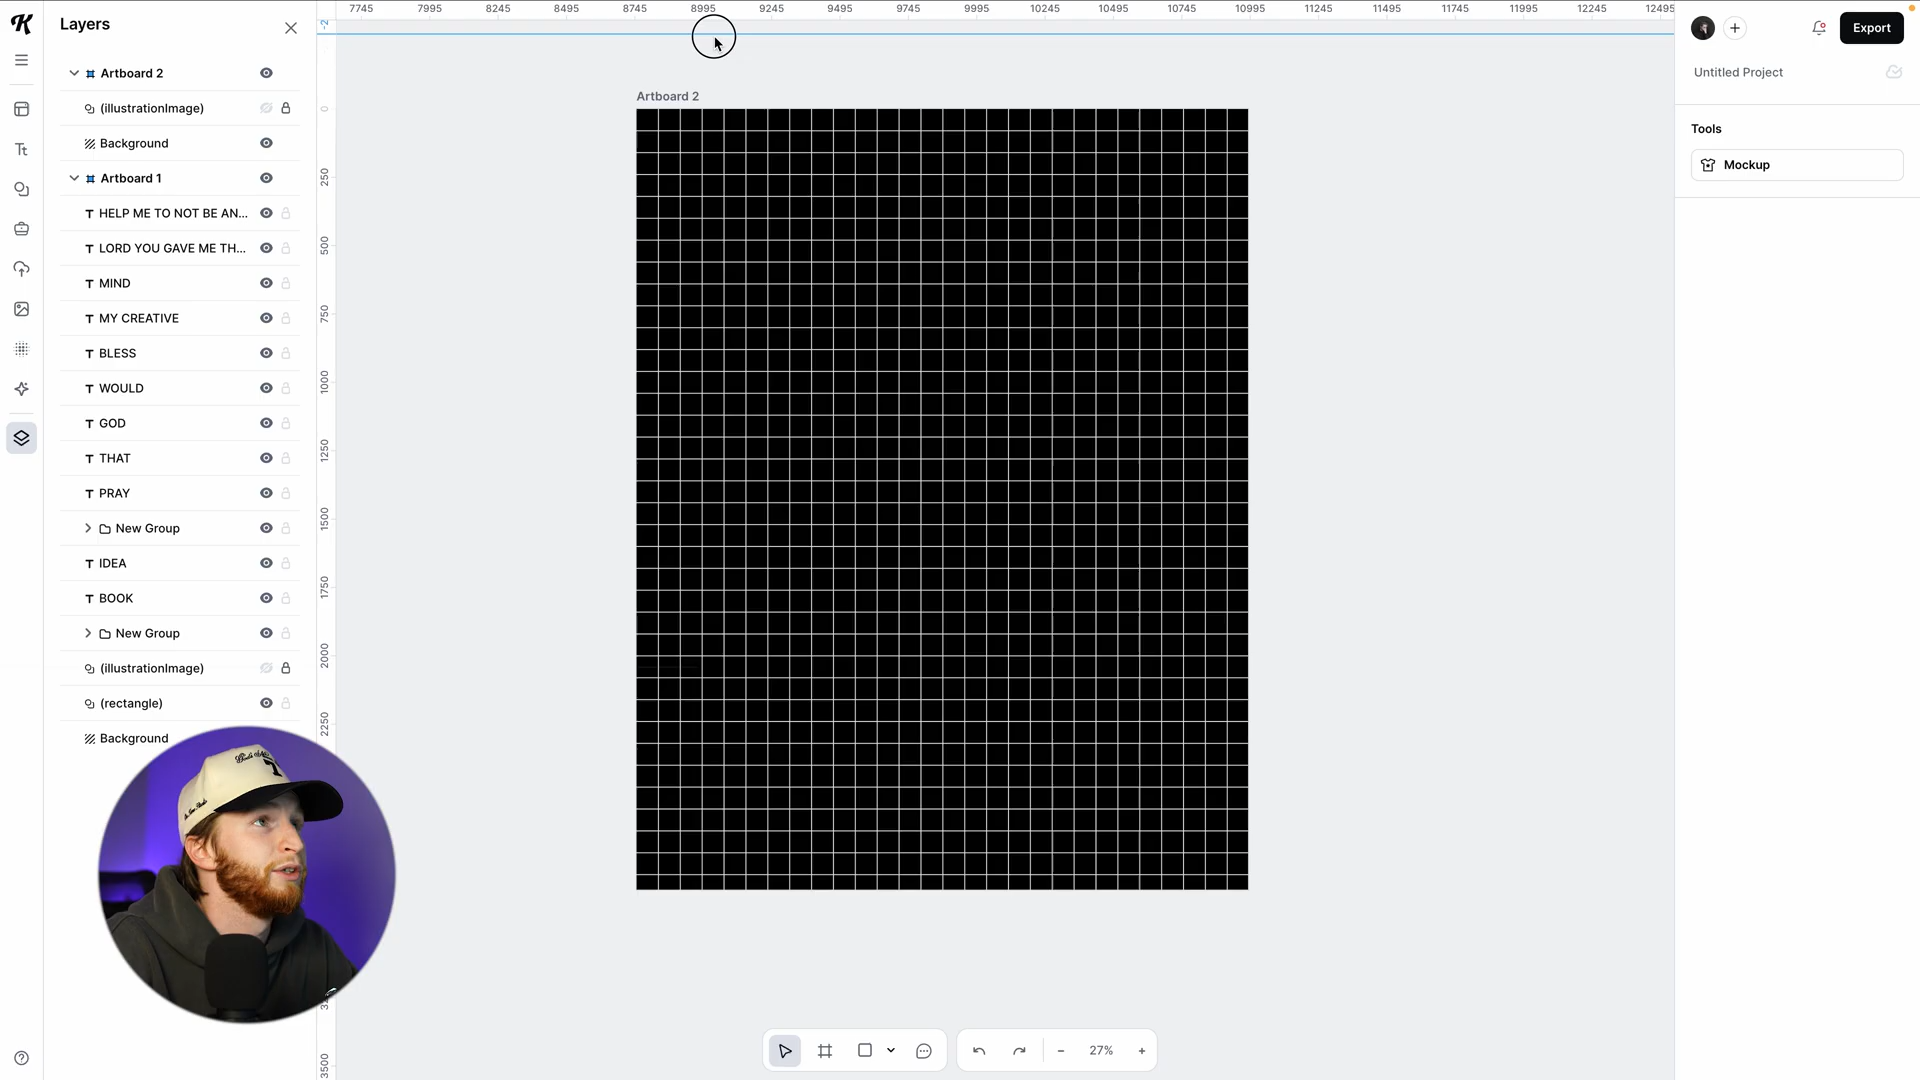 7745 7995 8245 8495 8745 8995 9245 9495 9745 9995 10245 10495 10745 10995 11245 11495 11745 11995 12245 12495
Layers
Export
Untitled Project
Tools
Mockup
Artboard 2
(illustrationImage)
Background
Artboard 1
HELP ME TO NOT BE AN...
LORD YOU GAVE ME TH...
MIND
MY CREATIVE
BLESS
WOULD
GOD
THAT
PRAY
New Group
IDEA
BOOK
New Group
(illustrationImage)
(rectangle)
Background
0
250
500
750
1000
1250
1500
1750
2000
2250
3500
Artboard 2
27%